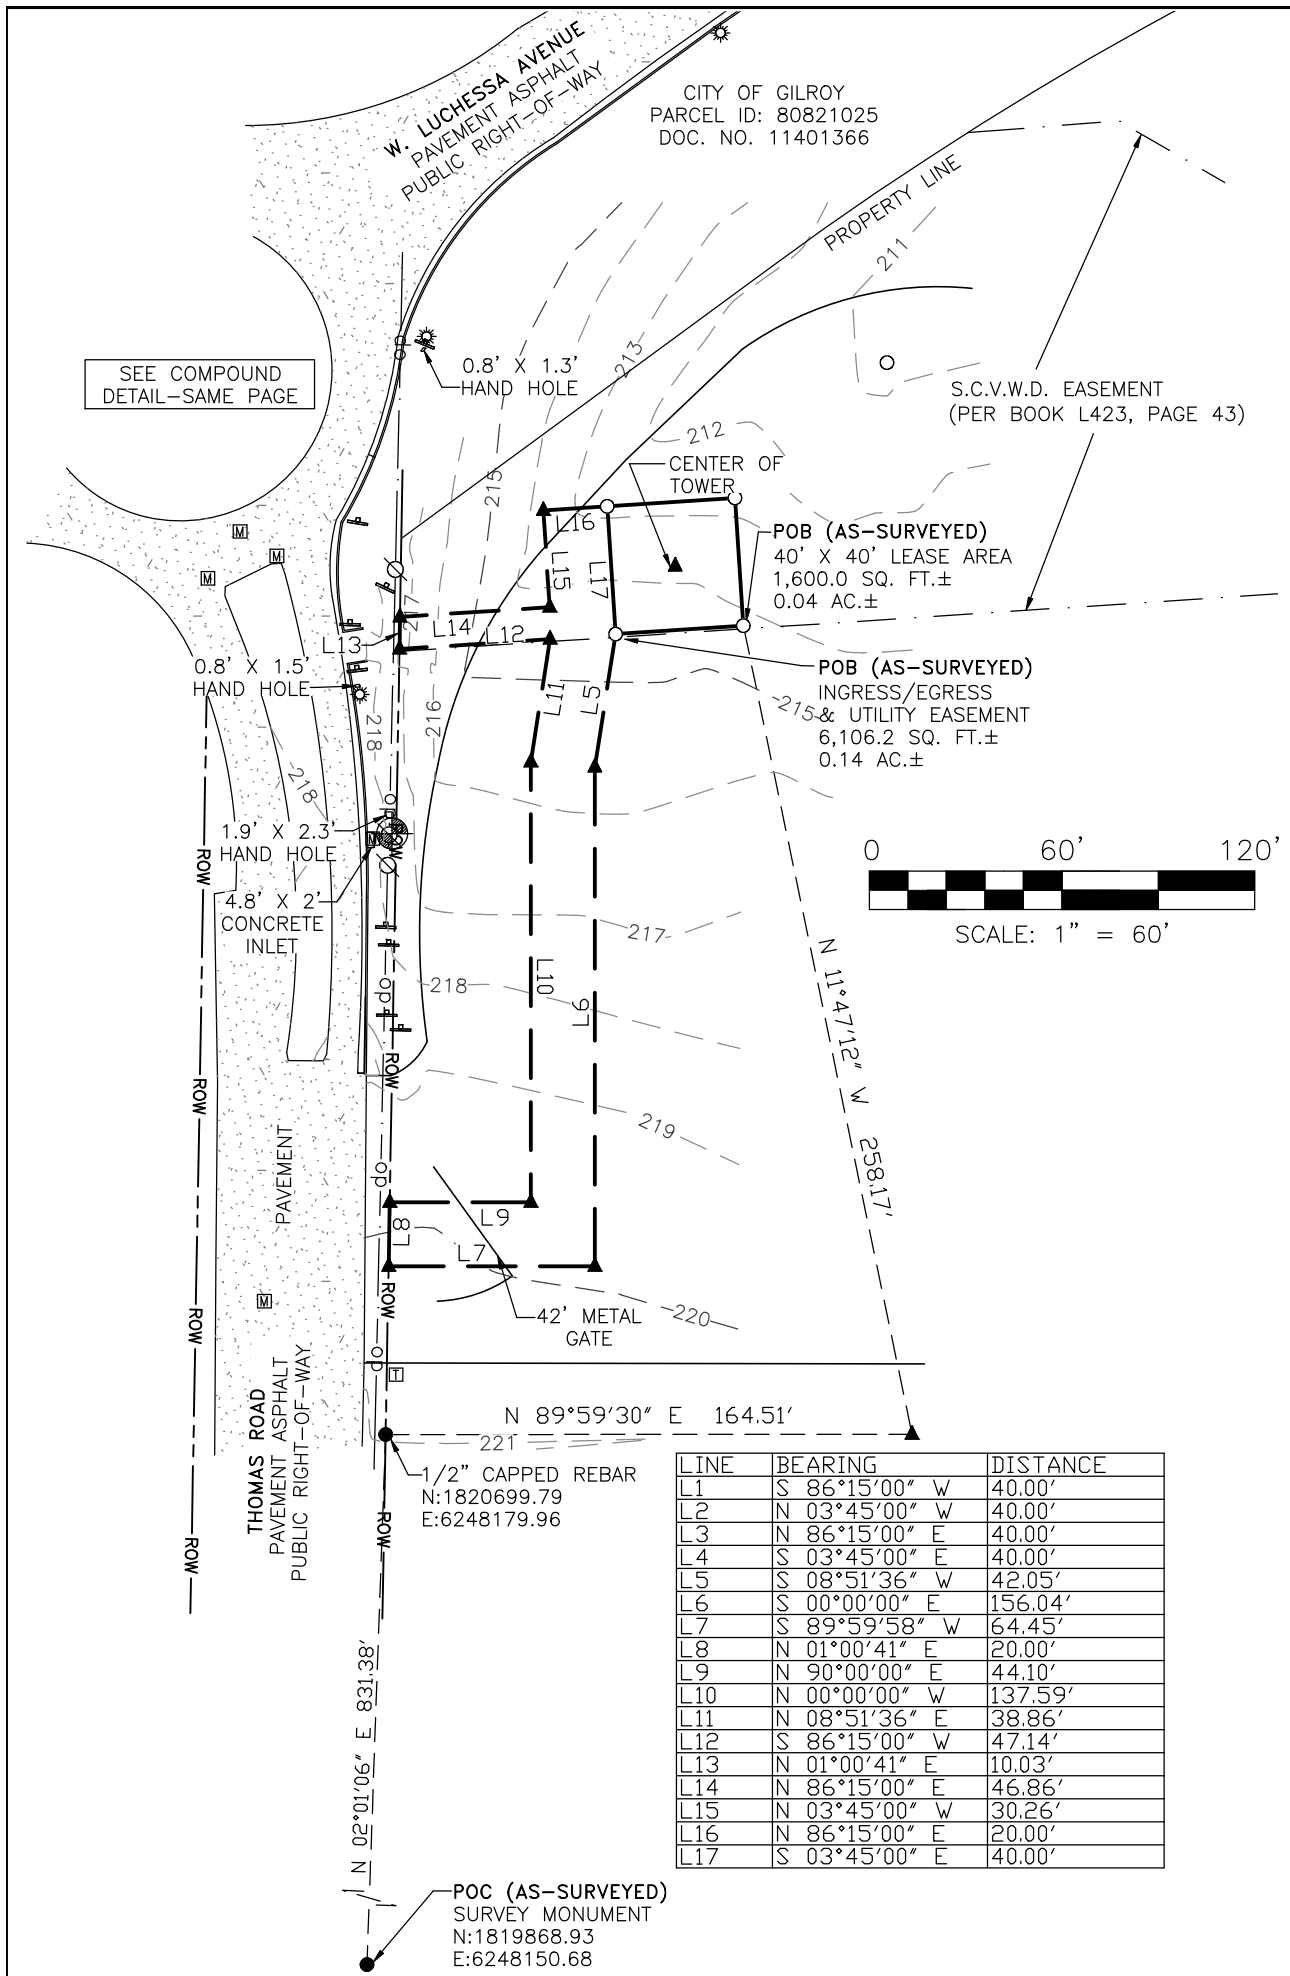 W. LUCHESSA AVENUE
PAVEMENT ASPHALT
PUBLIC RIGHT-OF-WAY
CITY OF GILROY
PARCEL ID: 80821025
DOC. NO. 11401366
PROPERTY LINE
211
213
0.8' X 1.3'
HAND HOLE
SEE COMPOUND
DETAIL-SAME PAGE
S.C.V.W.D. EASEMENT
(PER BOOK L423, PAGE 43)
212
CENTER OF
TOWER
215
L16
POB (AS-SURVEYED)
40' X 40' LEASE AREA
1,600.0 SQ. FT.±
0.04 AC.±
M
M
M
L15
L17
217
L14
L12
L13
0.8' X 1.5'
HAND HOLE
POB (AS-SURVEYED)
INGRESS/EGRESS
& UTILITY EASEMENT
6,106.2 SQ. FT.±
0.14 AC.±
L11
L5
215
216
218
218
op
1.9' X 2.3'
HAND HOLE
M
ROW
ROW
4.8' X 2'
CONCRETE
INLET
0 60' 120'
SCALE: 1" = 60'
217
218
L10
L6
N 11°47'12" W 258.17'
op
ROW
ROW
219
PAVEMENT
op
L8
L9
L7
M
ROW
ROW
42' METAL
GATE
220
op
T
THOMAS ROAD
PAVEMENT ASPHALT
PUBLIC RIGHT-OF-WAY
N 89°59'30" E 164.51'
221
1/2" CAPPED REBAR
N:1820699.79
E:6248179.96
ROW
ROW
LINE BEARING DISTANCE
L1 S 86°15'00" W 40.00'
L2 N 03°45'00" W 40.00'
L3 N 86°15'00" E 40.00'
L4 S 03°45'00" E 40.00'
L5 S 08°51'36" W 42.05'
L6 S 00°00'00" E 156.04'
L7 S 89°59'58" W 64.45'
L8 N 01°00'41" E 20.00'
L9 N 90°00'00" E 44.10'
L10 N 00°00'00" W 137.59'
L11 N 08°51'36" E 38.86'
L12 S 86°15'00" W 47.14'
L13 N 01°00'41" E 10.03'
L14 N 86°15'00" E 46.86'
L15 N 03°45'00" W 30.26'
L16 N 86°15'00" E 20.00'
L17 S 03°45'00" E 40.00'
N 02°01'06" E 831.38'
POC (AS-SURVEYED)
SURVEY MONUMENT
N:1819868.93
E:6248150.68